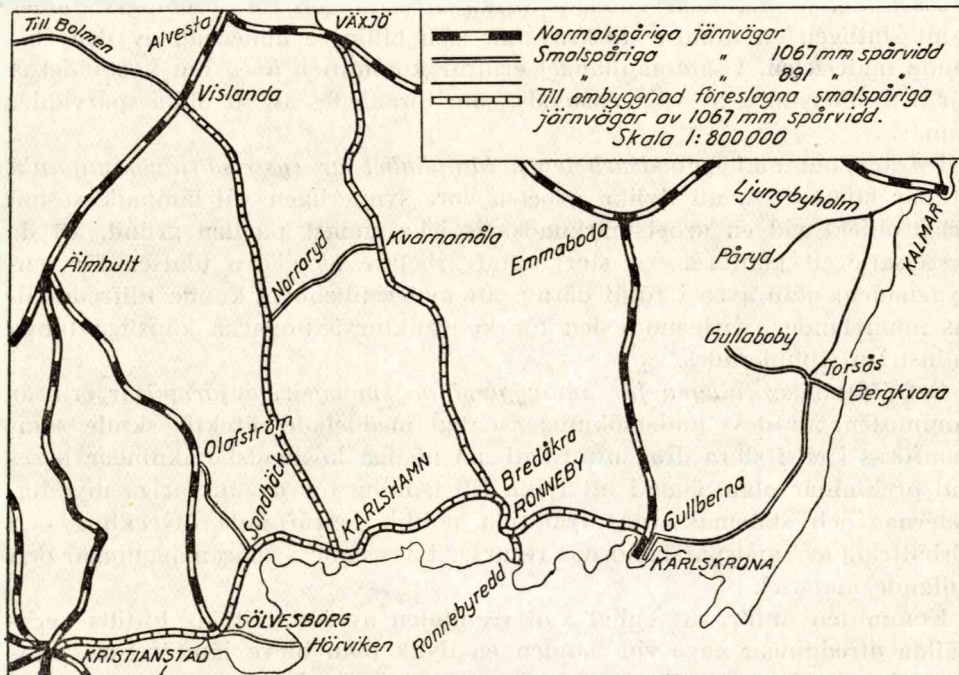 Till Bolmen
Alvesta
VÄXJÖ
Vislanda
Normalspåriga järnvägar
Smalspåriga 1067 mm spårvidd
" 891 " "
Till ombyggnad föreslagna smalspåriga
järnvägar av 1067 mm. spårvidd.
Skala 1:800 000
Älmhult
Norraryd
Kvarnamåla
Emmaboda
Ljungbyholm
KALMAR
Påryd
Gullaboby
Torsås
Bergkvara
Olofström
Sandbäck
KARLSHAMN
Bredåkra
RONNEBY
Gullberna
KARLSKRONA
Ronnebyredd
SÖLVESBORG
Hörviken
KRISTIANSTAD